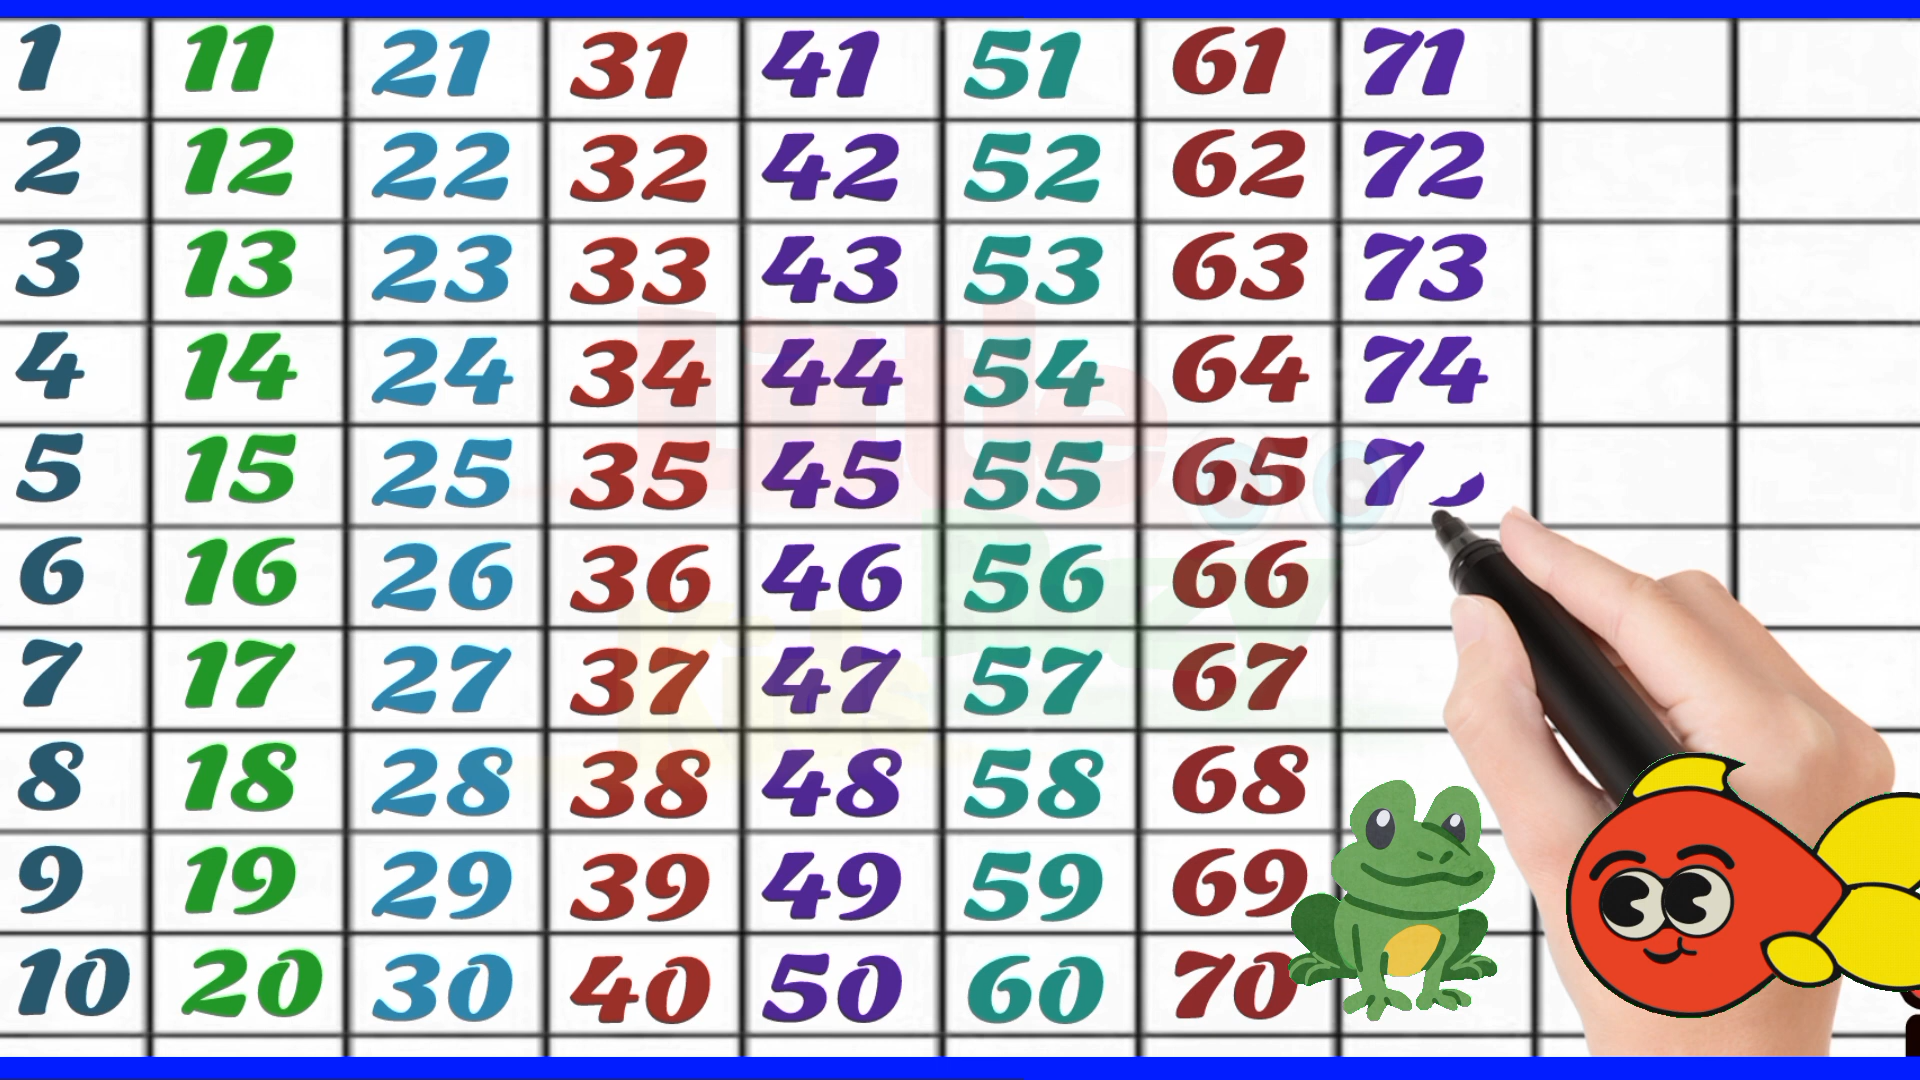 1 11 21 31 41 51 61 71
2 12 22 32 42 52 62 72
3 13 23 33 43 53 63 73
4 14 24 34 44 54 64 74
5 15 25 35 45 55 65 7
6 16 26 36 46 56 66
7 17 27 37 47 57 67
8 18 28 38 48 58 68
9 19 29 39 49 59 69
10 20 30 40 50 60 70
Little
Kids